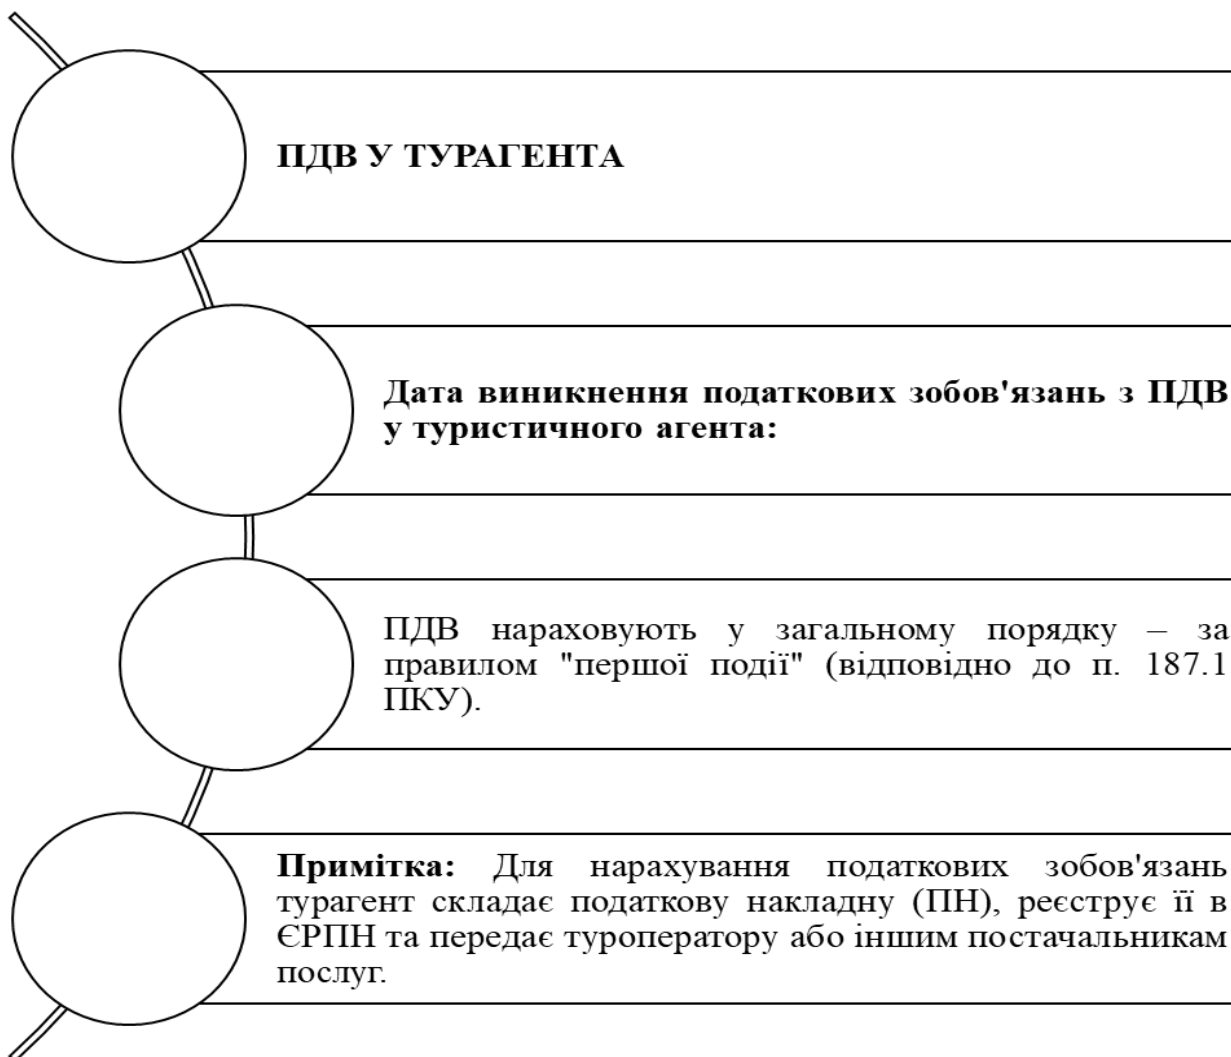 ПДВ У ТУРАГЕНТА
Дата виникнення податкових зобов'язань з ПДВ
у туристичного агента:
ПДВ нараховують у загальному порядку – за
правилом "першої події" (відповідно до п. 187.1
ПКУ).
Примітка: Для нарахування податкових зобов'язань
турагент складає податкову накладну (ПН), реєструє її в
ЄРПН та передає туроператору або іншим постачальникам
послуг.